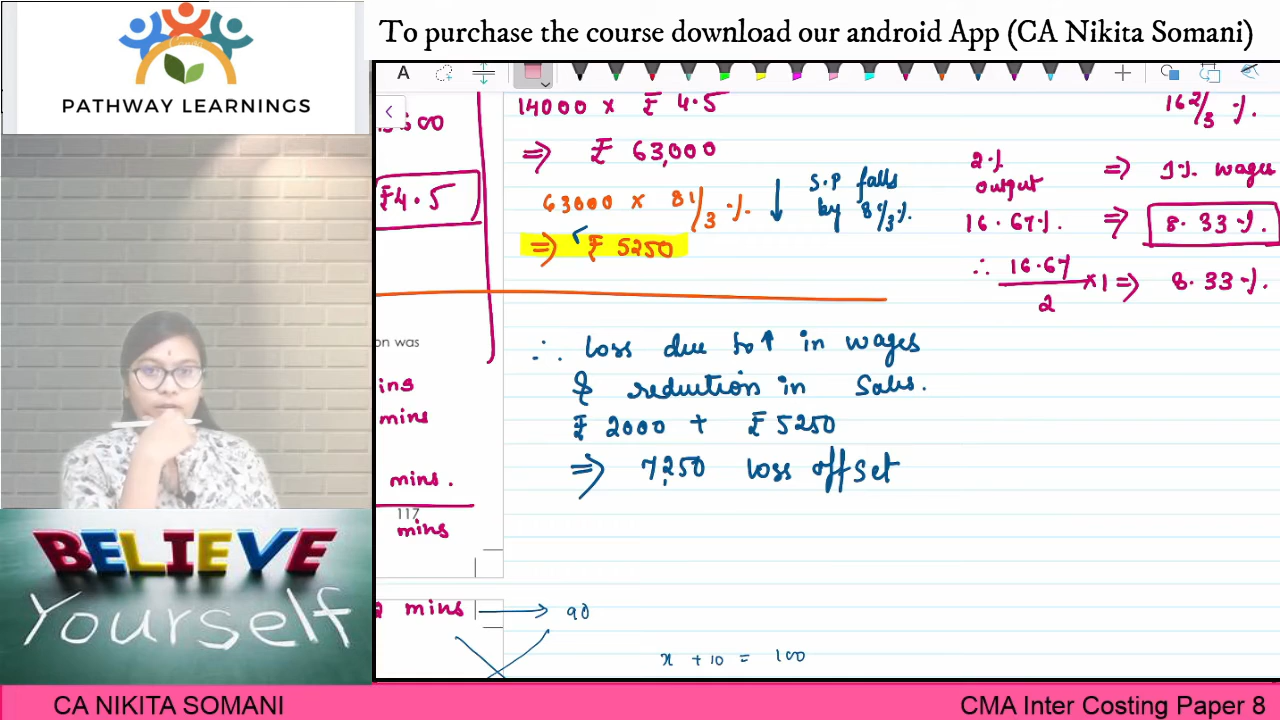 To purchase the course download our android App (CA Nikita Somani)
PATHWAY LEARNINGS
A
14000 x ₹ 4.5
⇒ ₹ 63,000
63000 x 8 1/3 %.
⇒ ₹ 5250
↓ S.P falls
by 8 1/3 %.
16 2/3 %.
2 %
output ⇒ 1 % wages
16.67 %. ⇒ 8.33 %.
∴ 16.67/2 x 1 ⇒ 8.33 %.
₹4.5
on was
ins
mins
mins.
117
mins
∴ loss due to ↑ in wages
& reduction in Sales.
₹ 2000 + ₹ 5250
⇒ 7,250 loss offset
mins → 90
x + 10 = 100
BELIEVE
Yourself
CA NIKITA SOMANI
CMA Inter Costing Paper 8